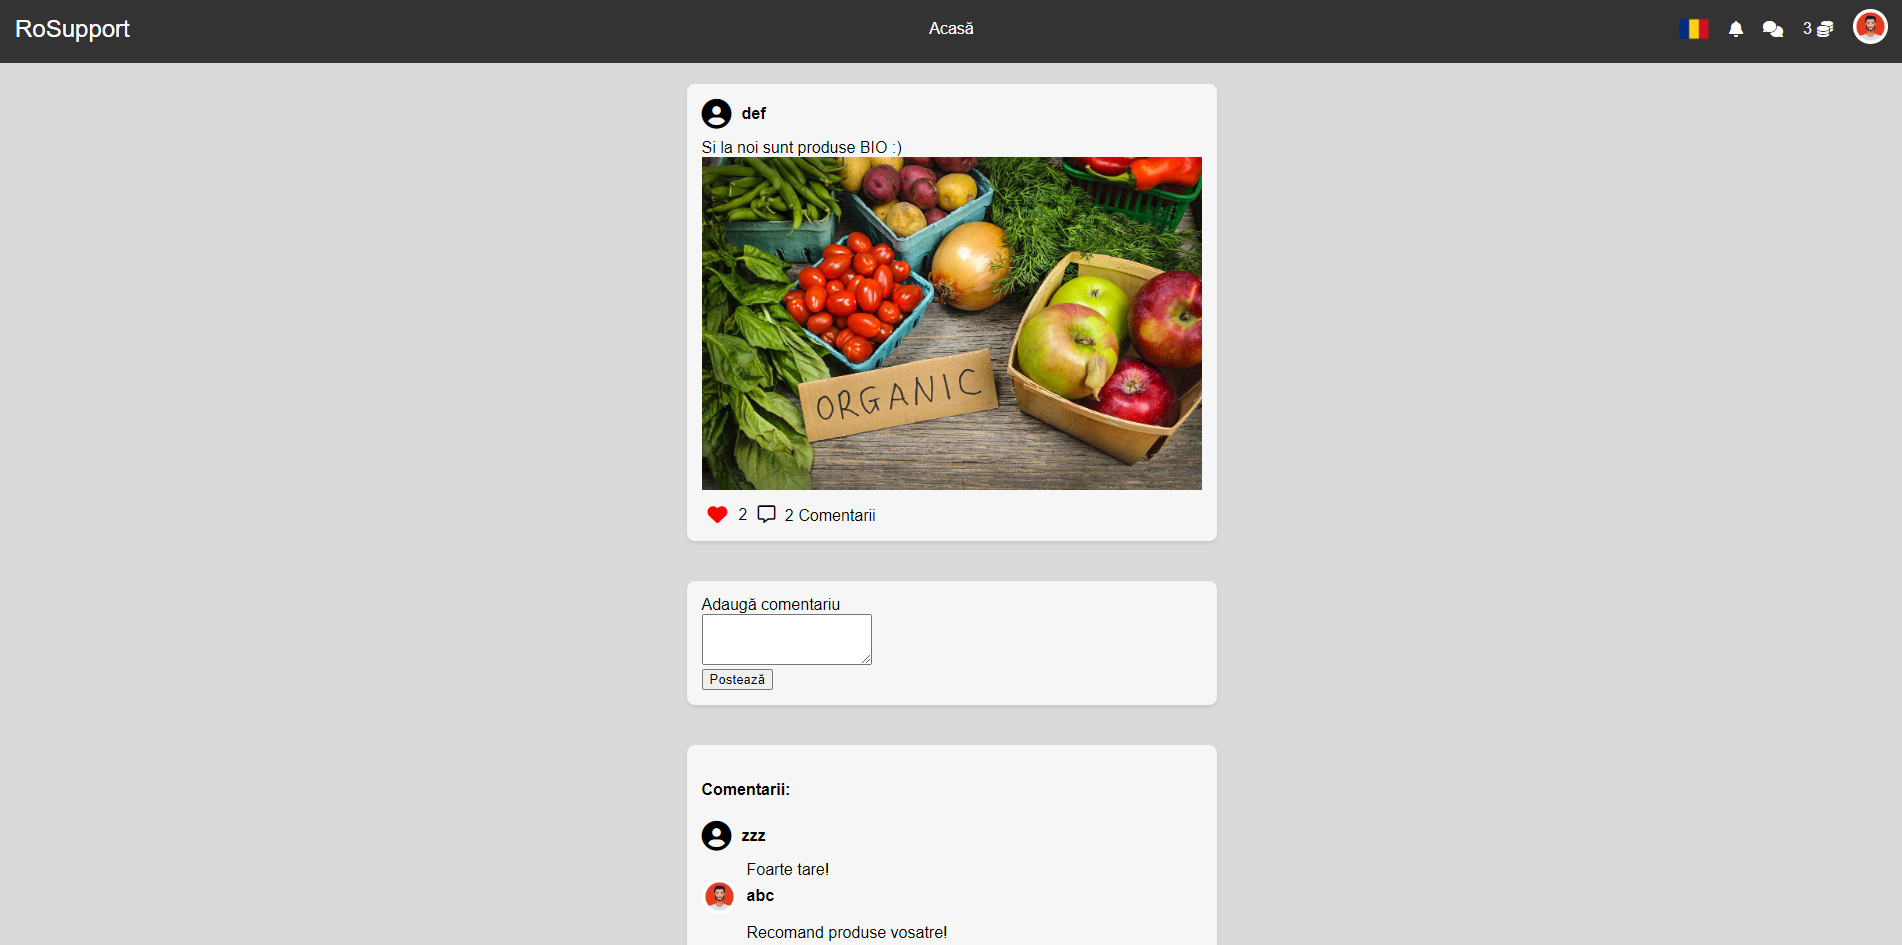 RoSupport
Acasă
3
def
Si la noi sunt produse BIO :)
ORGANIC
2
2 Comentarii
Adaugă comentariu
Postează
Comentarii:
zzz
Foarte tare!
abc
Recomand produse vosatre!